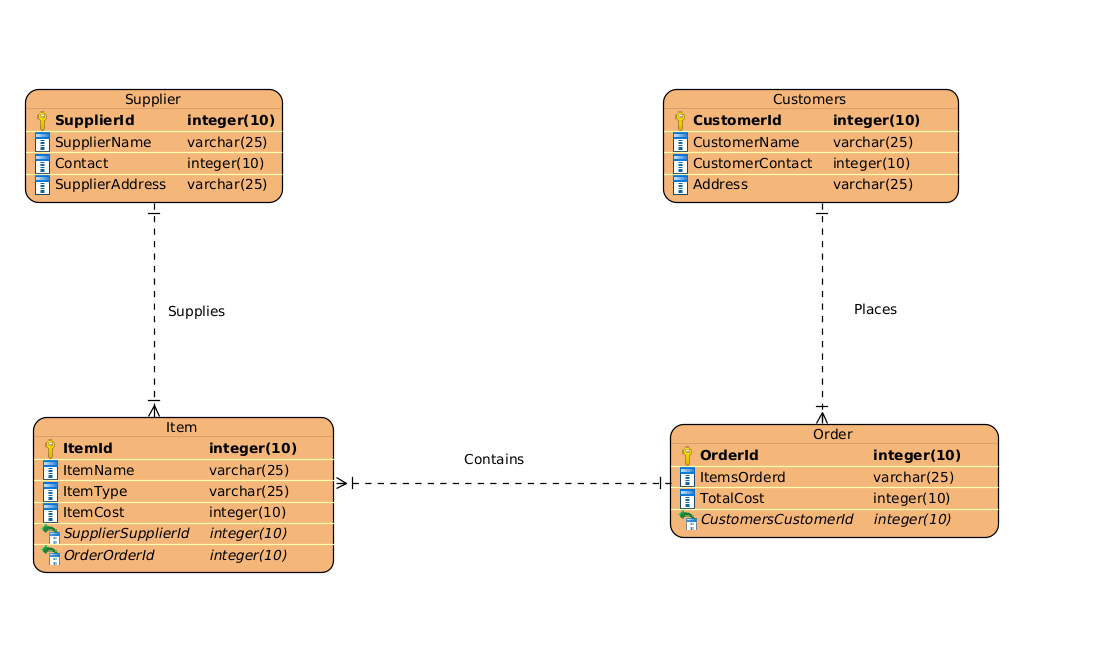 Supplier
SupplierId integer(10)
SupplierName varchar(25)
Contact integer(10)
SupplierAddress varchar(25)
Customers
CustomerId integer(10)
CustomerName varchar(25)
CustomerContact integer(10)
Address varchar(25)
Supplies
Places
Item
ItemId integer(10)
ItemName varchar(25)
ItemType varchar(25)
ItemCost integer(10)
SupplierSupplierId integer(10)
OrderOrderId integer(10)
Contains
Order
OrderId integer(10)
ItemsOrderd varchar(25)
TotalCost integer(10)
CustomersCustomerId integer(10)